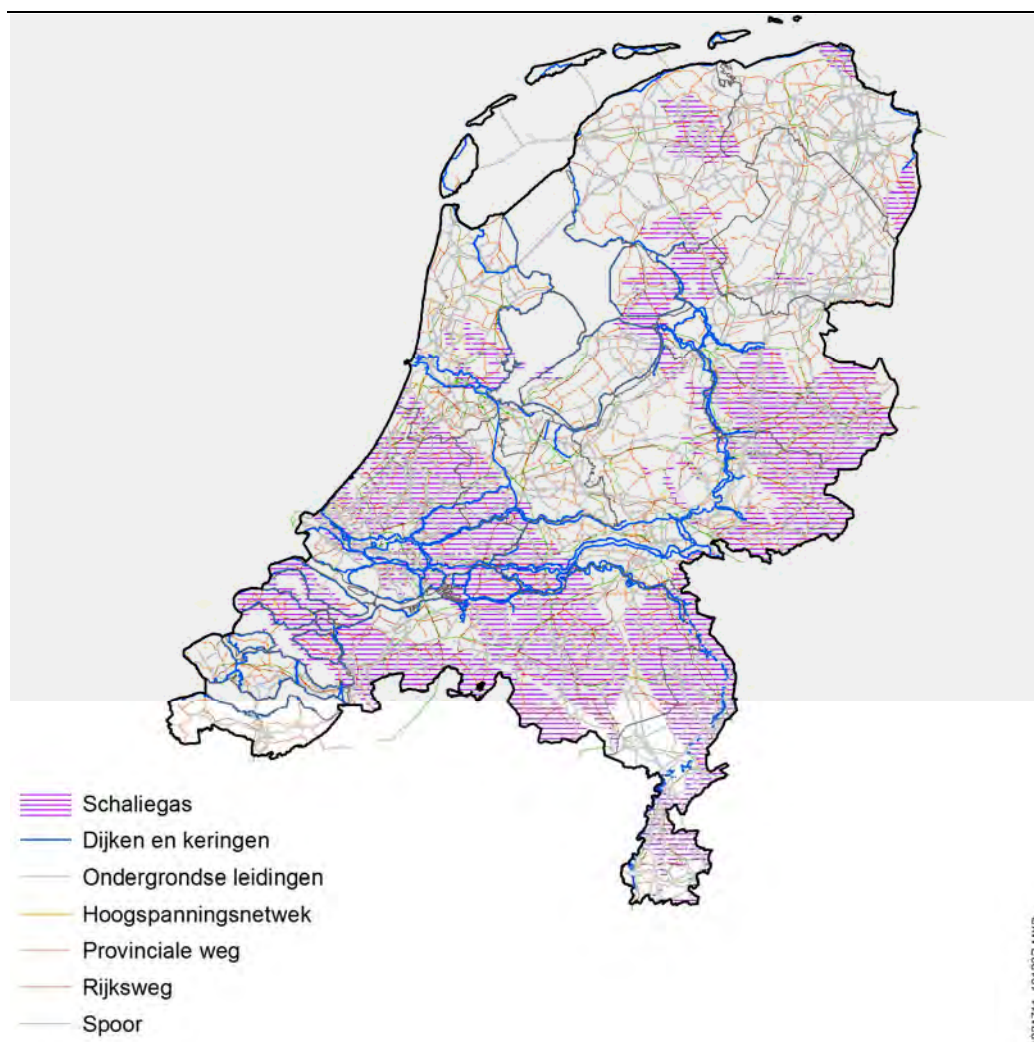 Schaliegas
Dijken en keringen
Ondergrondse leidingen
Hoogspanningsnetwek
Provinciale weg
Rijksweg
Spoor